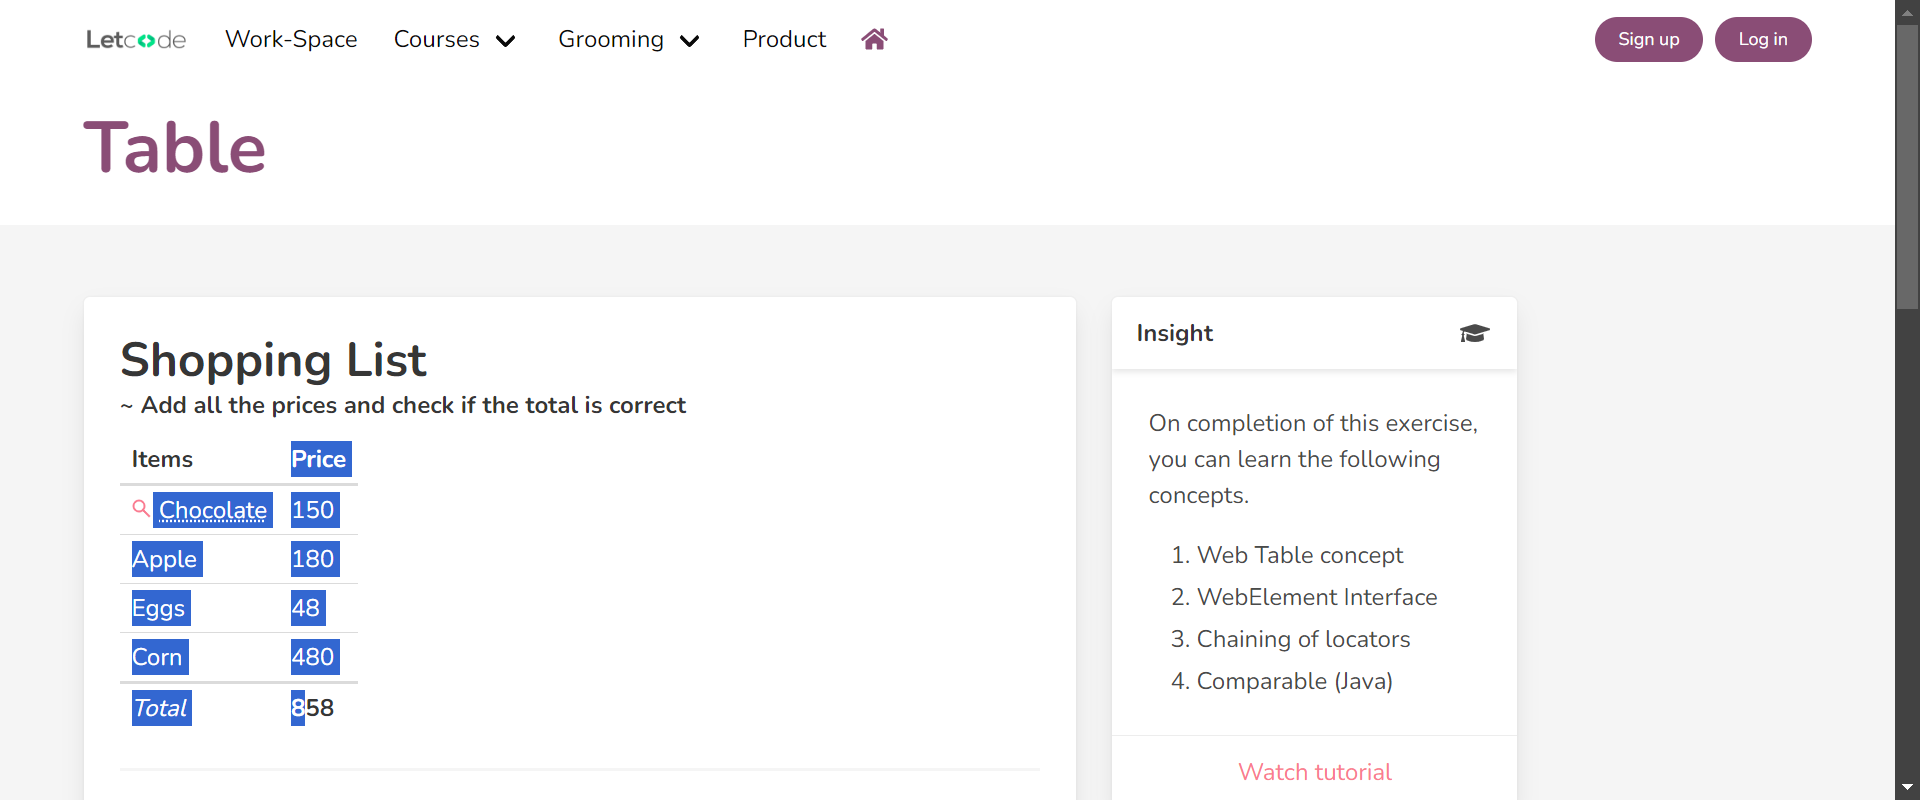 Letcode Work-Space Courses Grooming Product Sign up Log in
Table
Shopping List
~ Add all the prices and check if the total is correct
Items Price
Chocolate 150
Apple 180
Eggs 48
Corn 480
Total 858
Insight
On completion of this exercise,
you can learn the following
concepts.
1. Web Table concept
2. WebElement Interface
3. Chaining of locators
4. Comparable (Java)
Watch tutorial